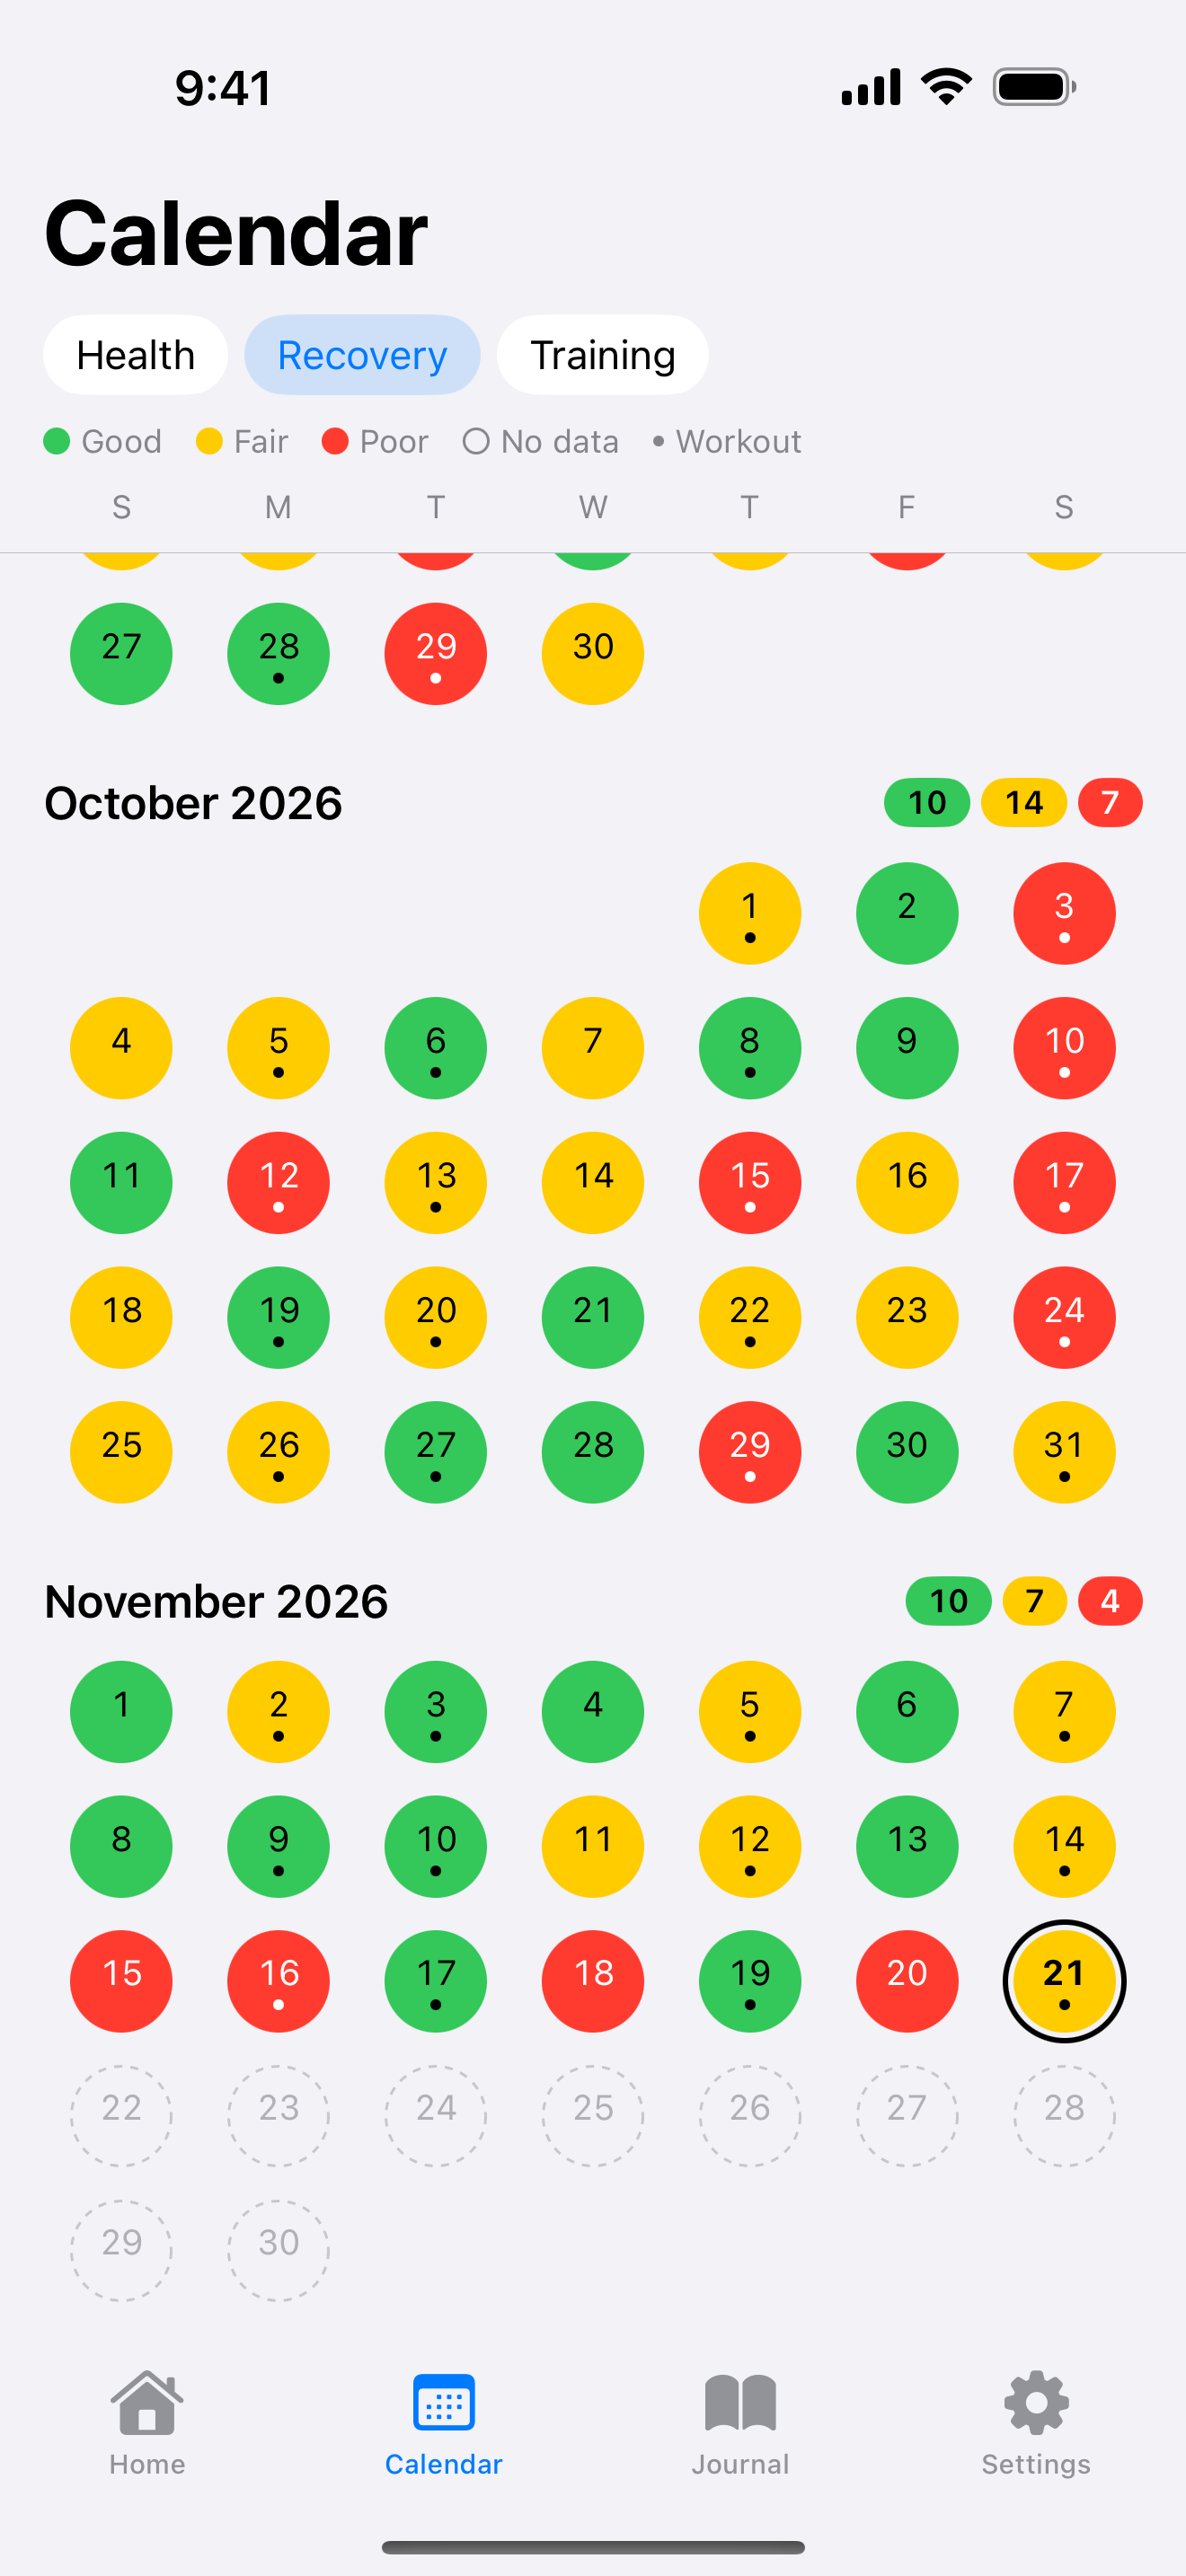 9:41
Calendar
Health Recovery Training
Good Fair Poor No data Workout
S M T W T F S
27 28 29 30
October 2026 10 14 7
1 2 3
4 5 6 7 8 9 10
11 12 13 14 15 16 17
18 19 20 21 22 23 24
25 26 27 28 29 30 31
November 2026 10 7 4
1 2 3 4 5 6 7
8 9 10 11 12 13 14
15 16 17 18 19 20 21
22 23 24 25 26 27 28
29 30
Home Calendar Journal Settings